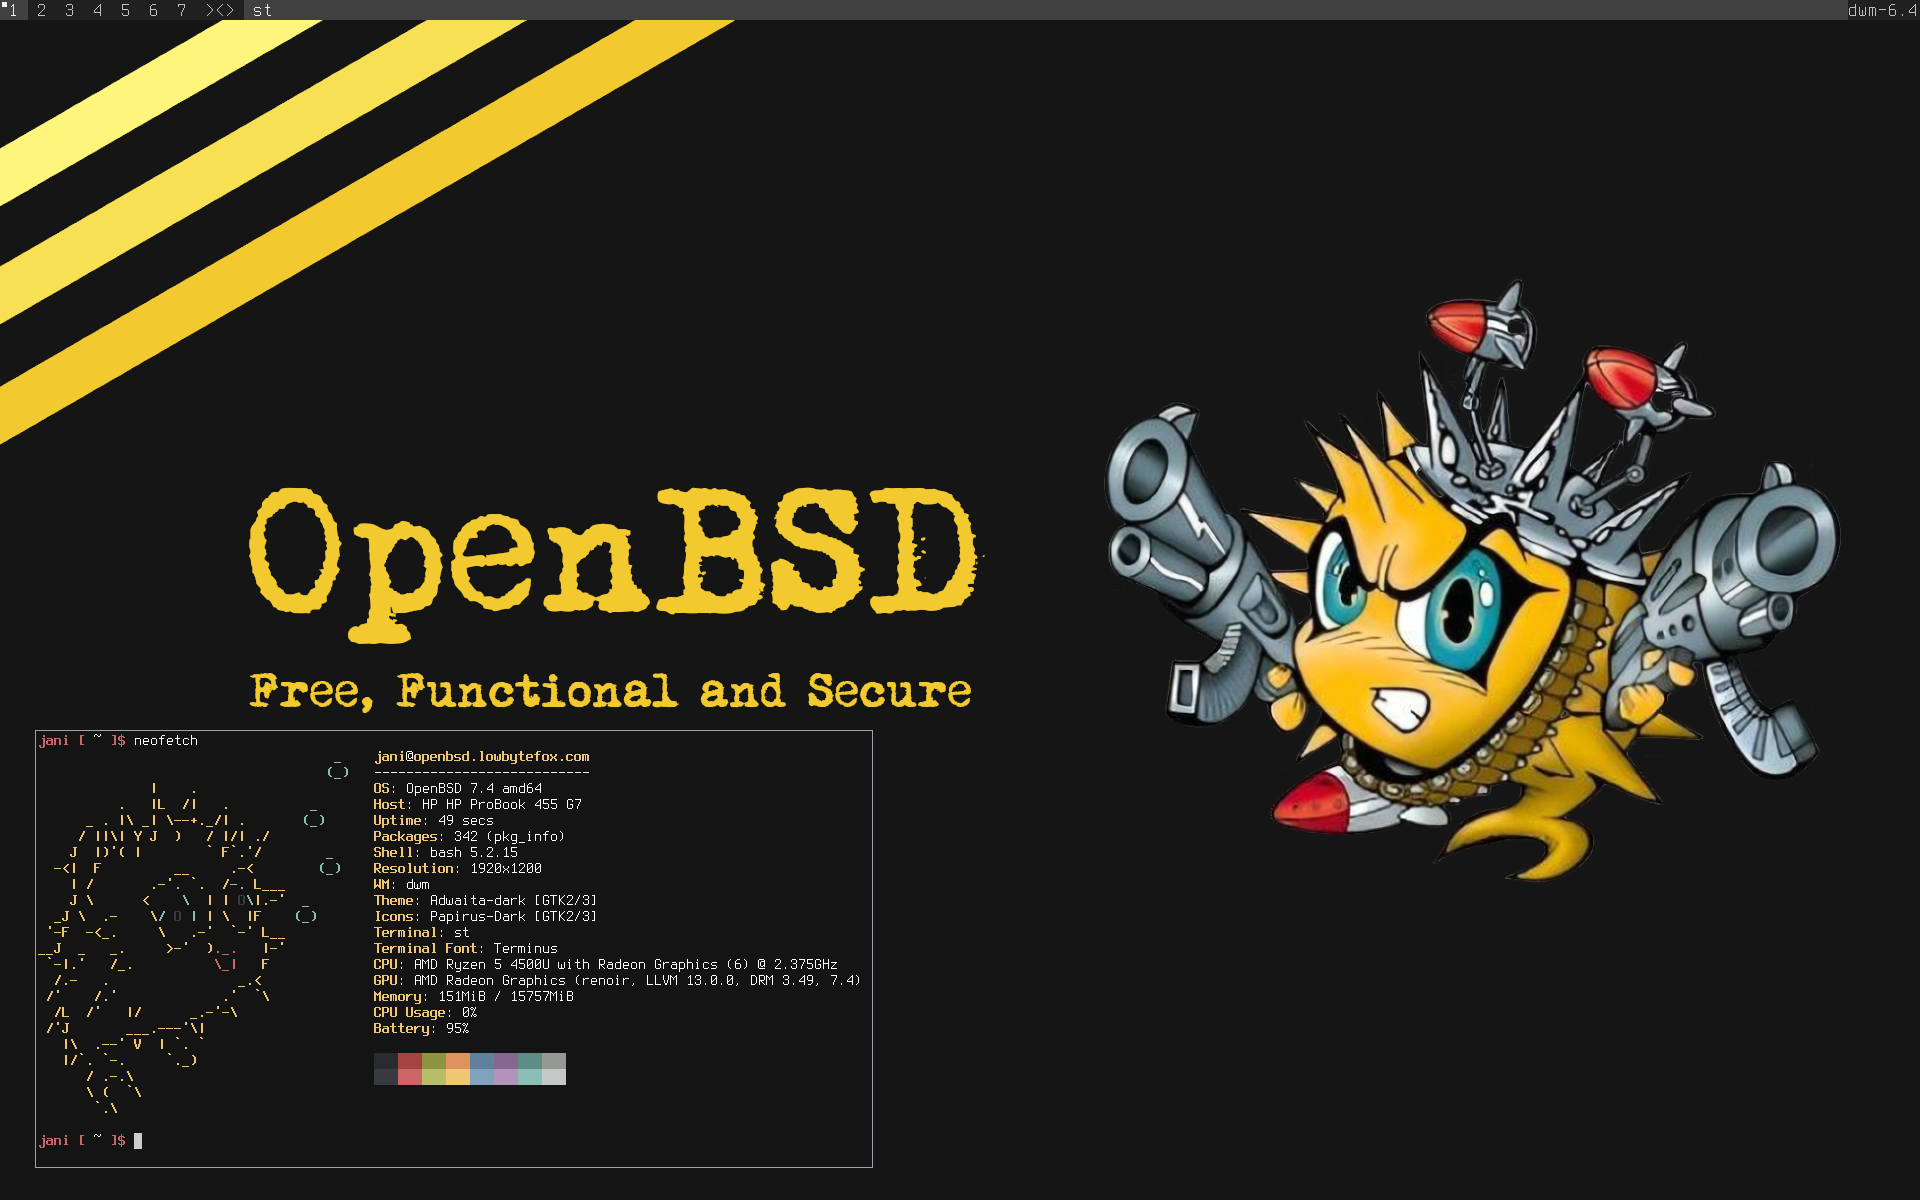 1 2 3 4 5 6 7 ><> st dwm-6.4
OpenBSD
Free, Functional and Secure
jani [ ~ ]$ neofetch
jani@openbsd.lowbytefox.com
---------------------------
OS: OpenBSD 7.4 amd64
Host: HP HP ProBook 455 G7
Uptime: 49 secs
Packages: 342 (pkg_info)
Shell: bash 5.2.15
Resolution: 1920x1200
WM: dwm
Theme: Adwaita-dark [GTK2/3]
Icons: Papirus-Dark [GTK2/3]
Terminal: st
Terminal Font: Terminus
CPU: AMD Ryzen 5 4500U with Radeon Graphics (6) @ 2.375GHz
GPU: AMD Radeon Graphics (renoir, LLVM 13.0.0, DRM 3.49, 7.4)
Memory: 151MiB / 15757MiB
CPU Usage: 0%
Battery: 95%
jani [ ~ ]$